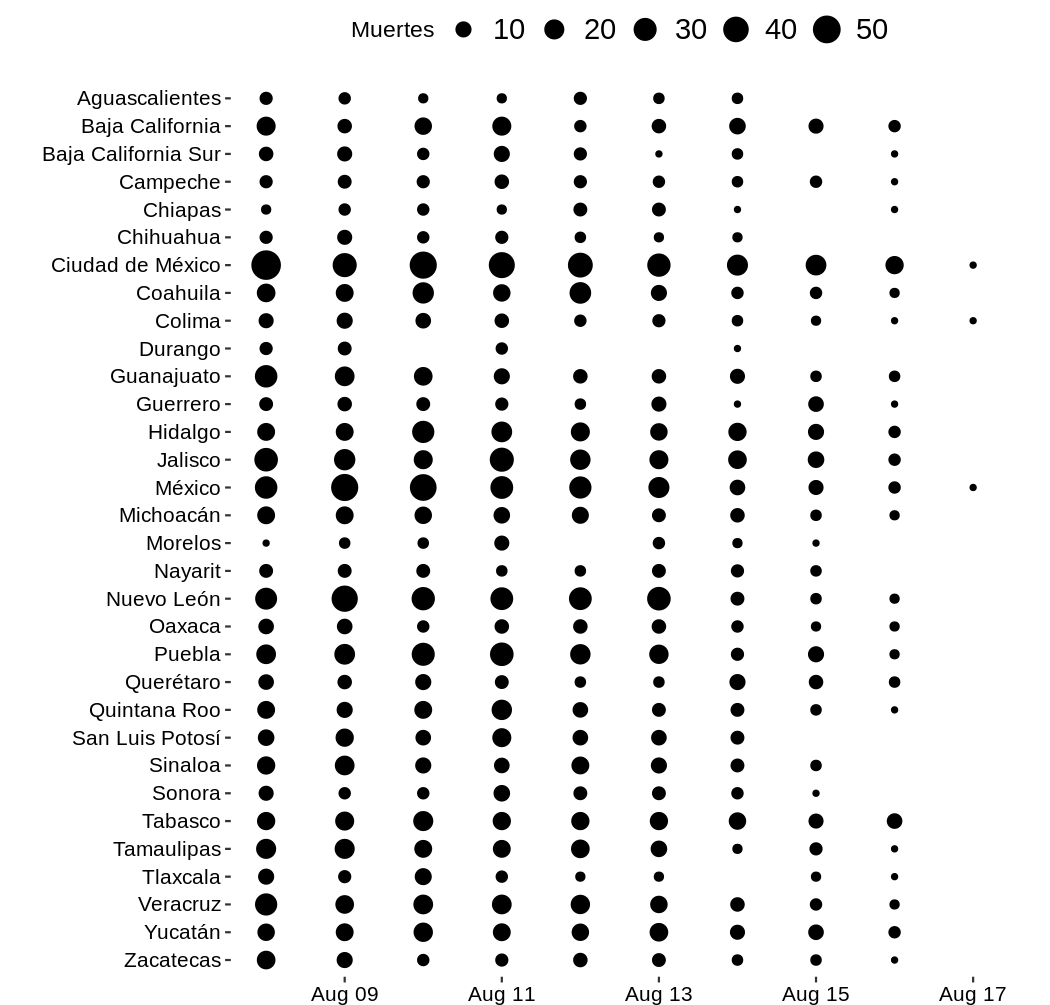 Muertes 10 20 30 40 50
Aguascalientes
Baja California
Baja California Sur
Campeche
Chiapas
Chihuahua
Ciudad de México
Coahuila
Colima
Durango
Guanajuato
Guerrero
Hidalgo
Jalisco
México
Michoacán
Morelos
Nayarit
Nuevo León
Oaxaca
Puebla
Querétaro
Quintana Roo
San Luis Potosí
Sinaloa
Sonora
Tabasco
Tamaulipas
Tlaxcala
Veracruz
Yucatán
Zacatecas
Aug 09 Aug 11 Aug 13 Aug 15 Aug 17